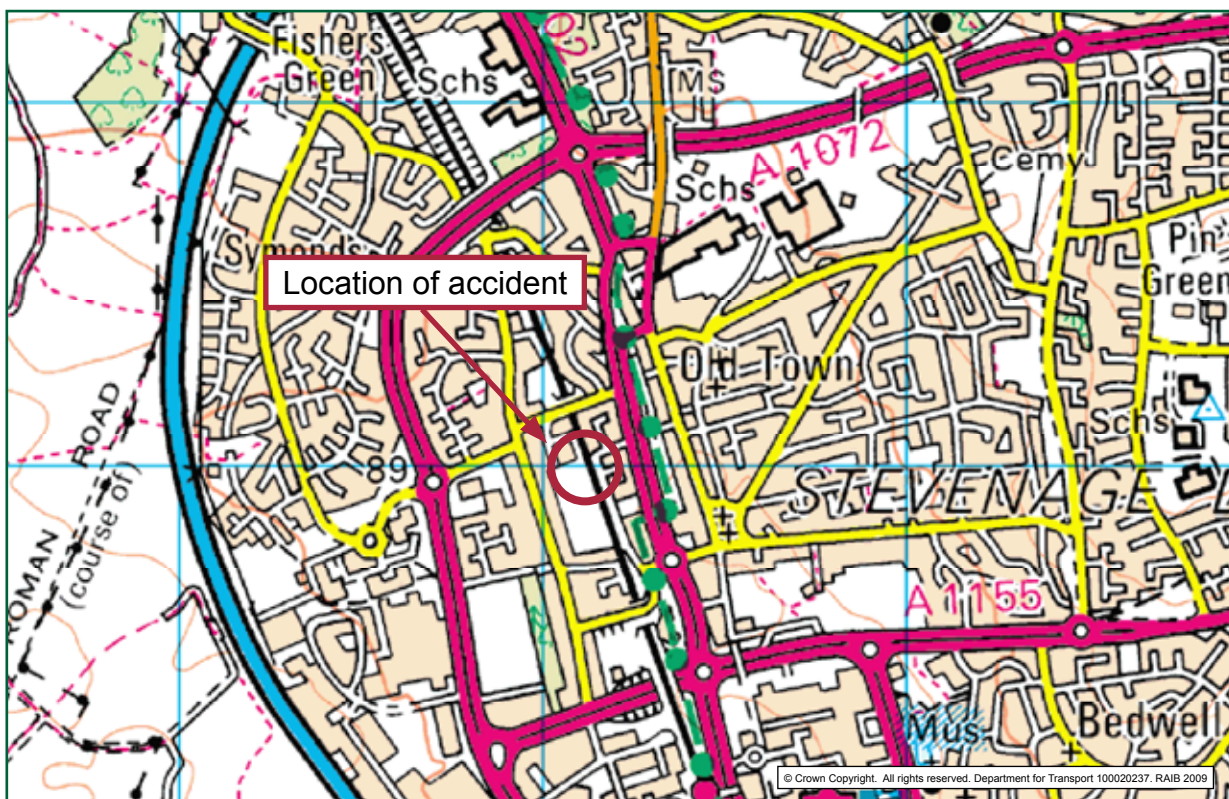 Fishers
Green
Schs
602
MS
A 1072
Schs
Cemy
Pin
Green
Symonds
Location of accident
Old Town
Schs
ROMAN ROAD
(course of)
89
STEVENAGE
A 1155
Mus
Bedwell
© Crown Copyright. All rights reserved. Department for Transport 100020237. RAIB 2009